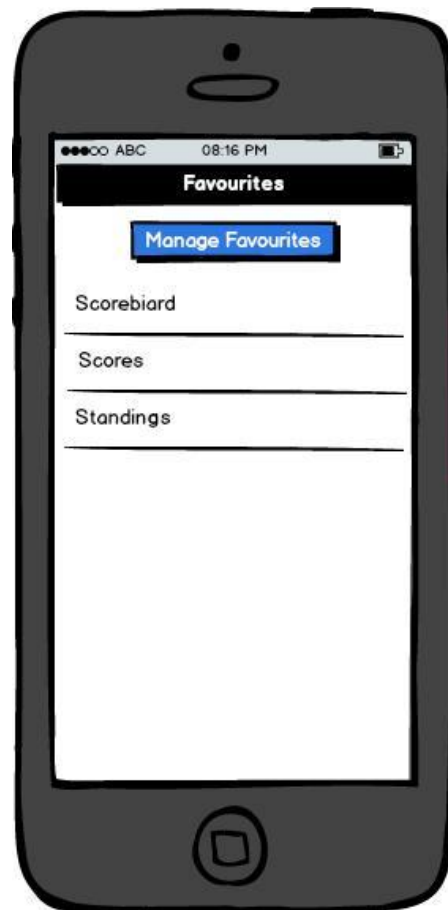 ABC 08:16 PM
Favourites
Manage Favourites
Scorebiard
Scores
Standings